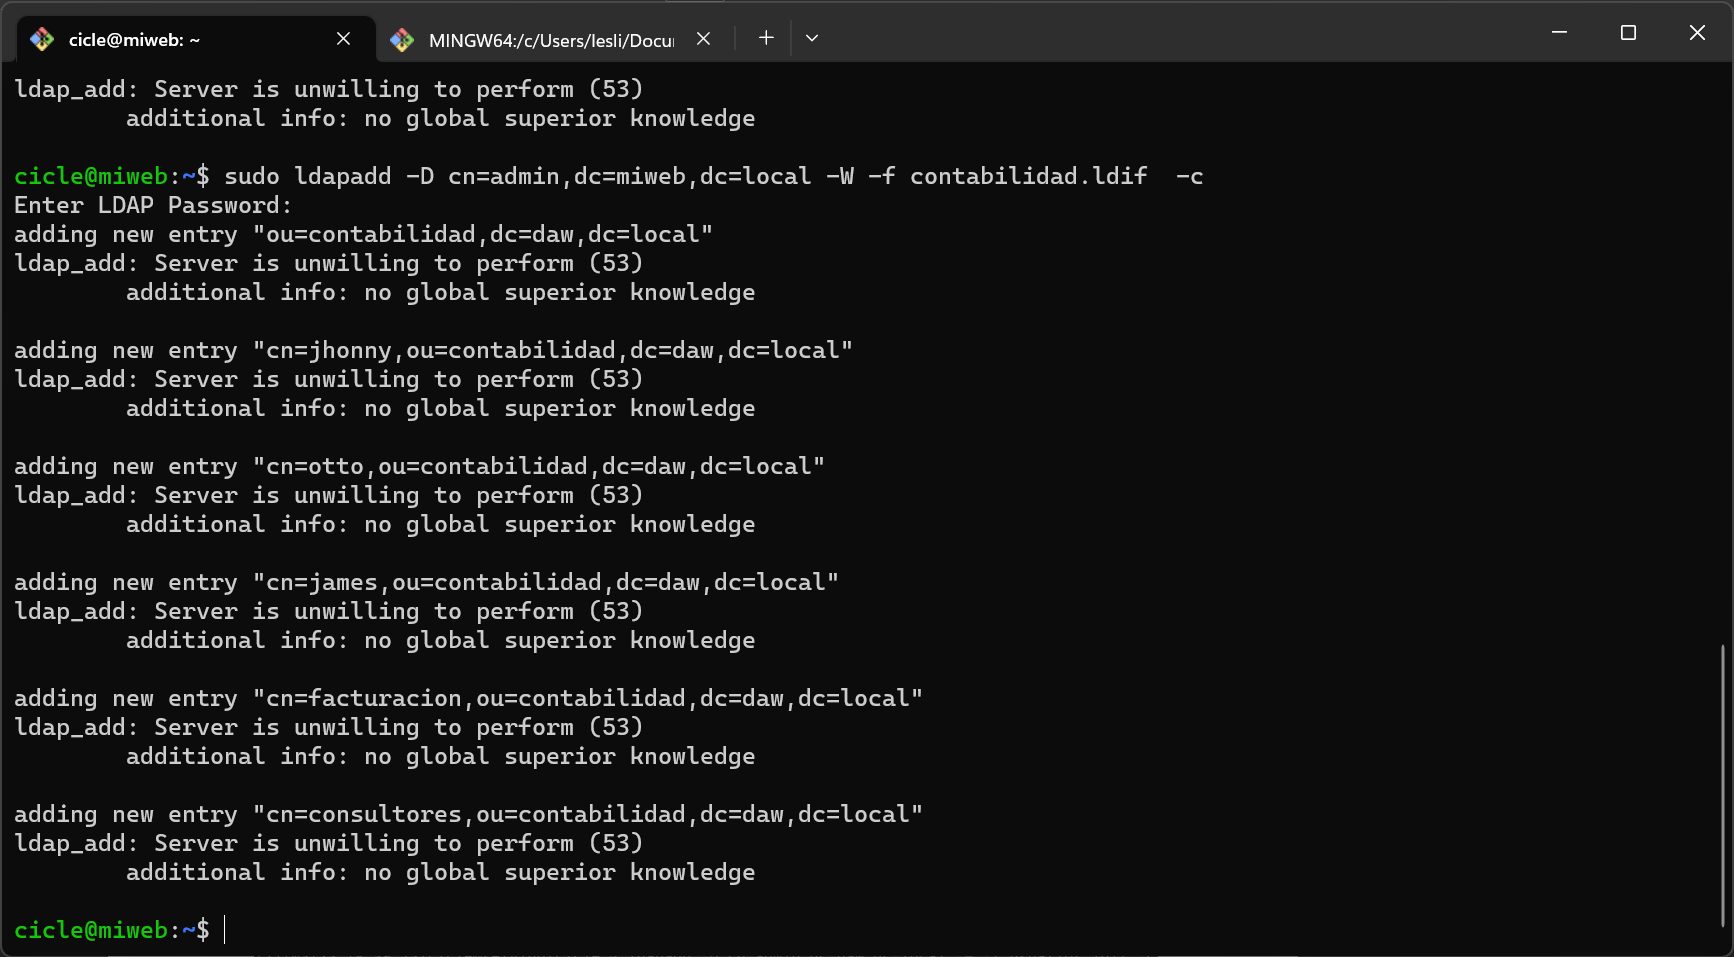 cicle@miweb: ~
MINGW64:/c/Users/lesli/Docu
ldap_add: Server is unwilling to perform (53)
        additional info: no global superior knowledge

cicle@miweb:~$ sudo ldapadd -D cn=admin,dc=miweb,dc=local -W -f contabilidad.ldif  -c
Enter LDAP Password:
adding new entry "ou=contabilidad,dc=daw,dc=local"
ldap_add: Server is unwilling to perform (53)
        additional info: no global superior knowledge

adding new entry "cn=jhonny,ou=contabilidad,dc=daw,dc=local"
ldap_add: Server is unwilling to perform (53)
        additional info: no global superior knowledge

adding new entry "cn=otto,ou=contabilidad,dc=daw,dc=local"
ldap_add: Server is unwilling to perform (53)
        additional info: no global superior knowledge

adding new entry "cn=james,ou=contabilidad,dc=daw,dc=local"
ldap_add: Server is unwilling to perform (53)
        additional info: no global superior knowledge

adding new entry "cn=facturacion,ou=contabilidad,dc=daw,dc=local"
ldap_add: Server is unwilling to perform (53)
        additional info: no global superior knowledge

adding new entry "cn=consultores,ou=contabilidad,dc=daw,dc=local"
ldap_add: Server is unwilling to perform (53)
        additional info: no global superior knowledge

cicle@miweb:~$